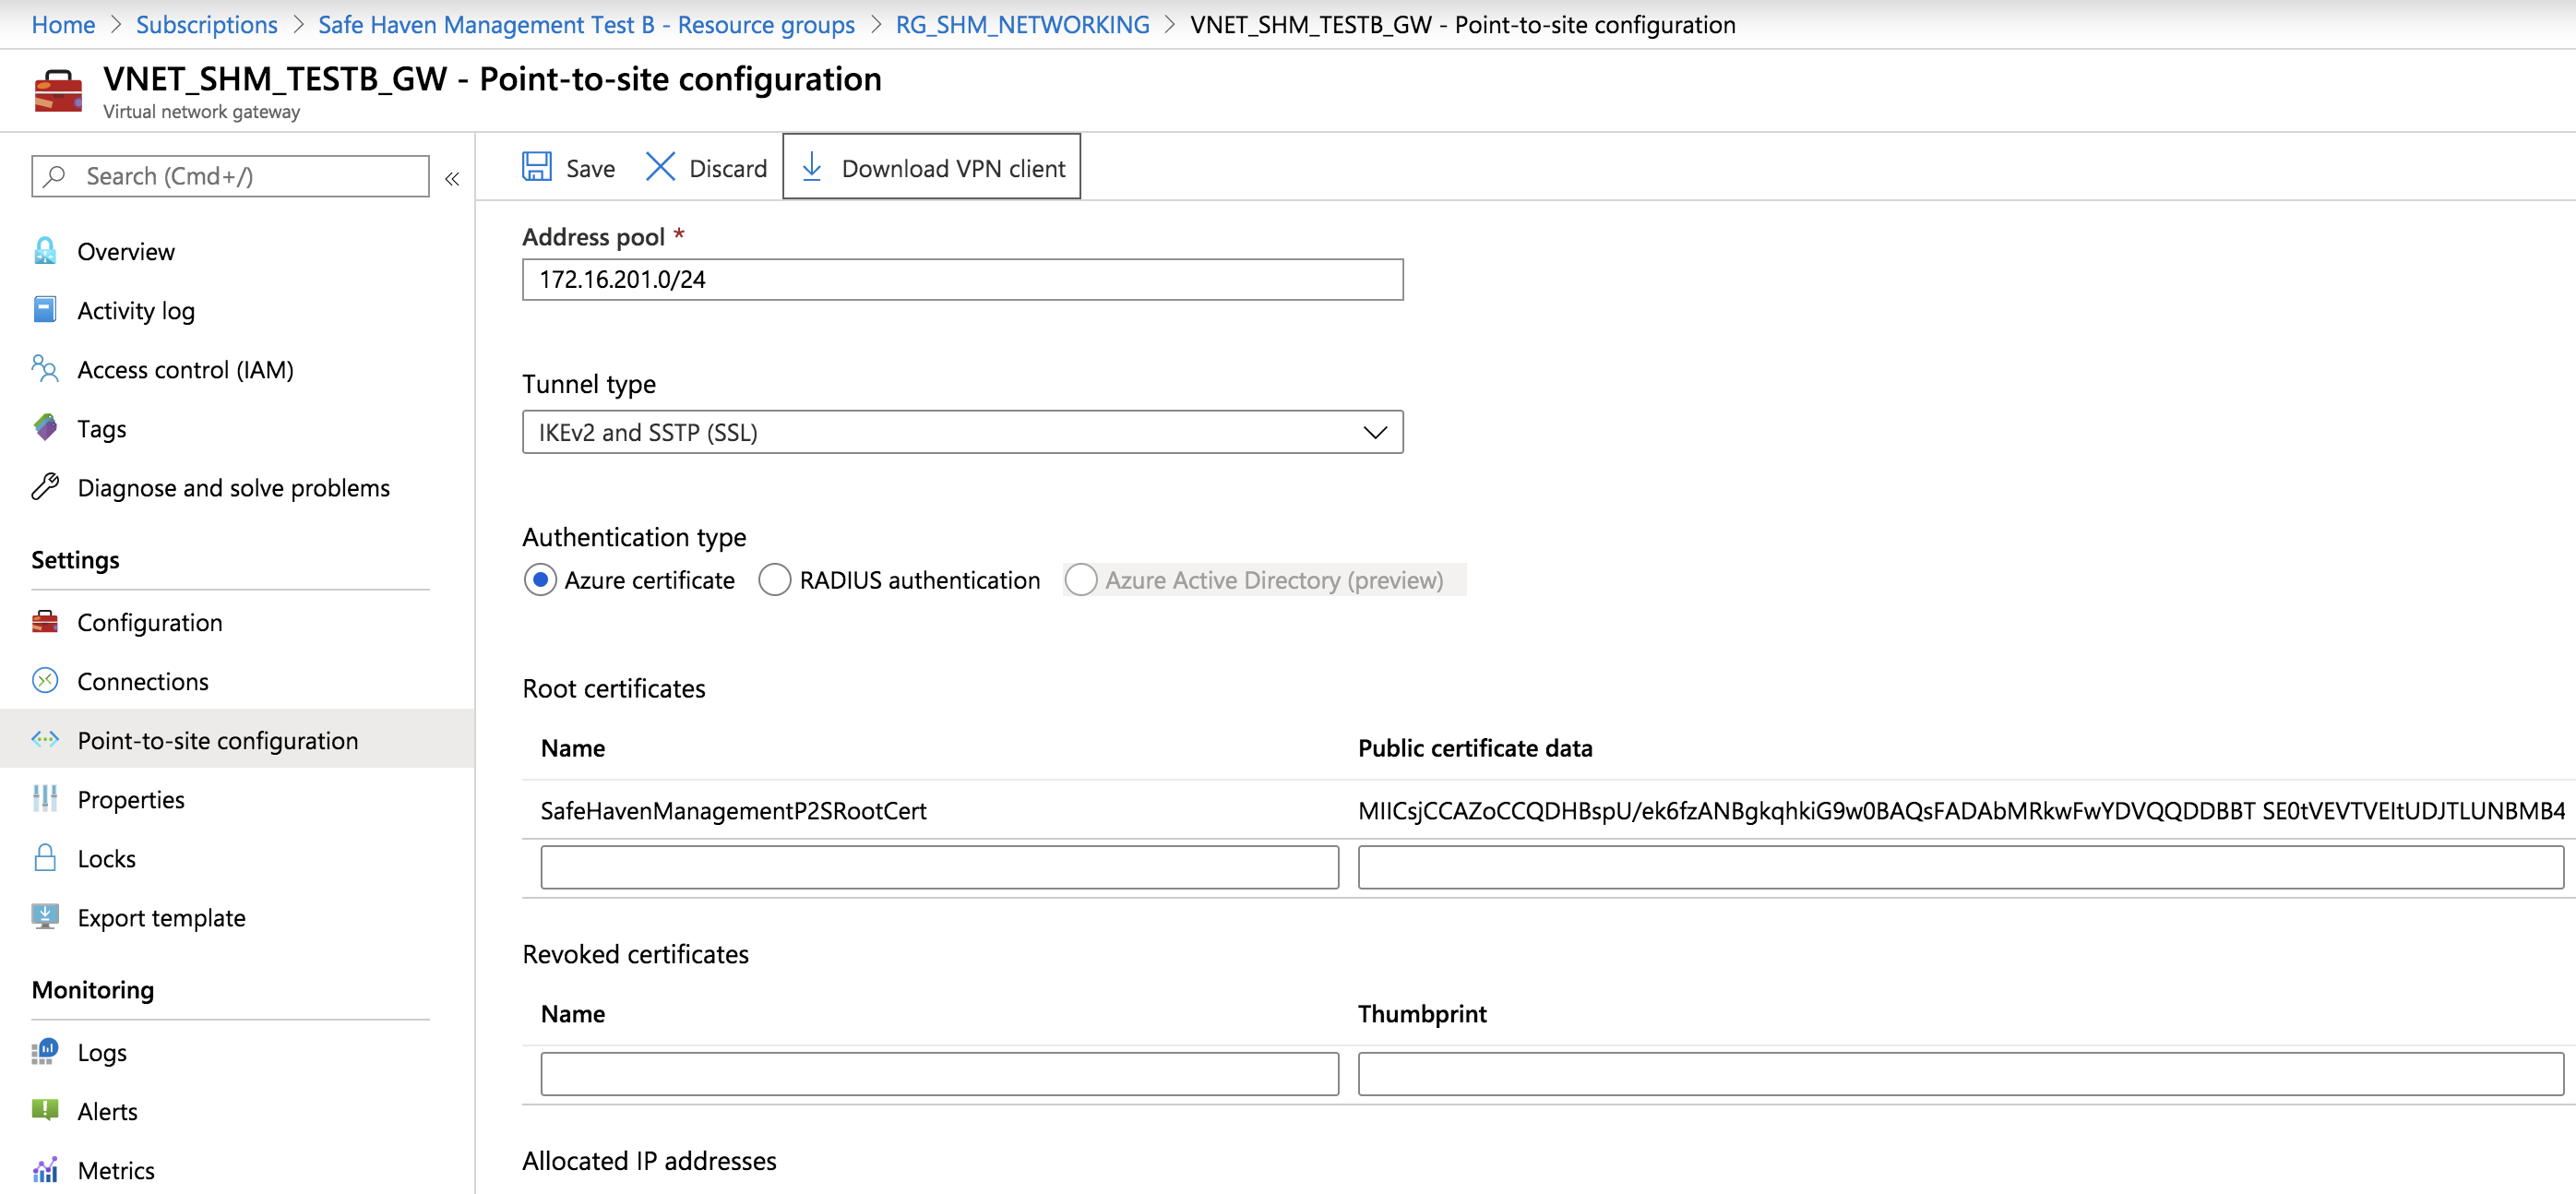 Home > Subscriptions > Safe Haven Management Test B - Resource groups > RG_SHM_NETWORKING > VNET_SHM_TESTB_GW - Point-to-site configuration
VNET_SHM_TESTB_GW - Point-to-site configuration
Virtual network gateway
Search (Cmd+/)
«
Overview
Activity log
Access control (IAM)
Tags
Diagnose and solve problems
Settings
Configuration
Connections
Point-to-site configuration
Properties
Locks
Export template
Monitoring
Logs
Alerts
Metrics
Save Discard Download VPN client
Address pool *
172.16.201.0/24
Tunnel type
IKEv2 and SSTP (SSL)
Authentication type
Azure certificate RADIUS authentication Azure Active Directory (preview)
Root certificates
Name Public certificate data
SafeHavenManagementP2SRootCert MIICsjCCAZoCCQDHBspU/ek6fzANBgkqhkiG9w0BAQsFADAbMRkwFwYDVQQDDBBT SE0tVEVTVEItUDJTLUNBMB4
Revoked certificates
Name Thumbprint
Allocated IP addresses